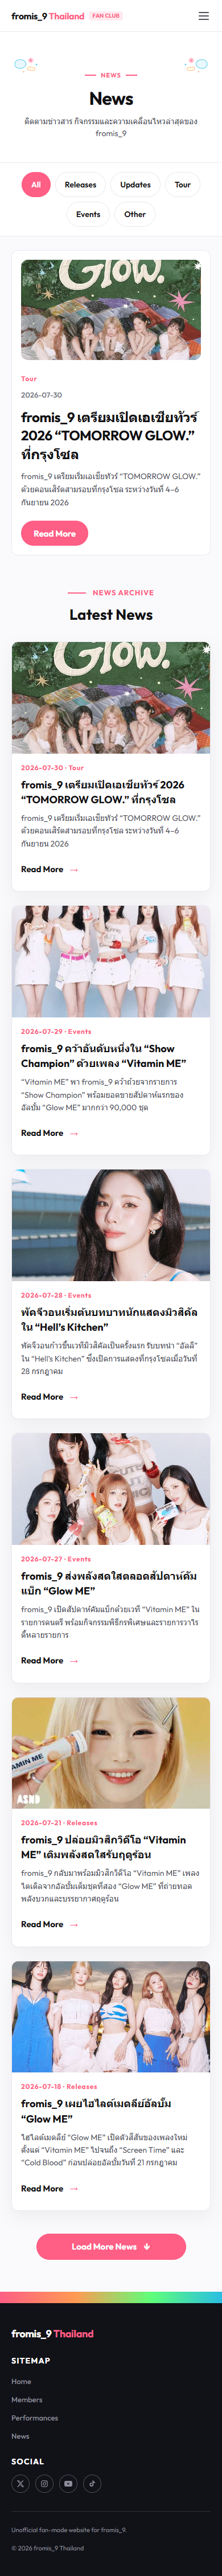 fromis_9 Thailand FAN CLUB
NEWS
News
ติดตามข่าวสาร กิจกรรมและความเคลื่อนไหวล่าสุดของ
fromis_9
All Releases Updates Tour
Events Other
GLOW.
Tour
2026-07-30
fromis_9 เตรียมเปิดเอเชียทัวร์
2026 “TOMORROW GLOW.”
ที่กรุงโซล
fromis_9 เตรียมเริ่มเอเชียทัวร์ “TOMORROW GLOW.”
ด้วยคอนเสิร์ตสามรอบที่กรุงโซล ระหว่างวันที่ 4–6
กันยายน 2026
Read More
NEWS ARCHIVE
Latest News
GLOW.
2026-07-30 · Tour
fromis_9 เตรียมเปิดเอเชียทัวร์ 2026
“TOMORROW GLOW.” ที่กรุงโซล
fromis_9 เตรียมเริ่มเอเชียทัวร์ “TOMORROW GLOW.”
ด้วยคอนเสิร์ตสามรอบที่กรุงโซล ระหว่างวันที่ 4–6
กันยายน 2026
Read More →
2026-07-29 · Events
fromis_9 คว้าอันดับหนึ่งใน “Show
Champion” ด้วยเพลง “Vitamin ME”
“Vitamin ME” พา fromis_9 คว้าถ้วยจากรายการ
“Show Champion” พร้อมยอดขายสัปดาห์แรกของ
อัลบั้ม “Glow ME” มากกว่า 90,000 ชุด
Read More →
2026-07-28 · Events
พัคจีวอนเริ่มต้นบทบาทนักแสดงมิวสิคัล
ใน “Hell’s Kitchen”
พัคจีวอนก้าวขึ้นเวทีมิวสิคัลเป็นครั้งแรก รับบทนำ “อัลลี”
ใน “Hell’s Kitchen” ซึ่งเปิดการแสดงที่กรุงโซลเมื่อวันที่
28 กรกฎาคม
Read More →
2026-07-27 · Events
fromis_9 ส่งพลังสดใสตลอดสัปดาห์คัม
แบ็ก “Glow ME”
fromis_9 เปิดสัปดาห์คัมแบ็กด้วยเวที “Vitamin ME” ใน
รายการดนตรี พร้อมกิจกรรมพิธีกรพิเศษและรายการวาไร
ตี้หลายรายการ
Read More →
AMIN ME
ASND
2026-07-21 · Releases
fromis_9 ปล่อยมิวสิกวิดีโอ “Vitamin
ME” เติมพลังสดใสรับฤดูร้อน
fromis_9 กลับมาพร้อมมิวสิกวิดีโอ “Vitamin ME” เพลง
ไตเติลจากอัลบั้มเต็มชุดที่สอง “Glow ME” ที่ถ่ายทอด
พลังบวกและบรรยากาศฤดูร้อน
Read More →
2026-07-18 · Releases
fromis_9 เผยไฮไลต์เมดลีย์อัลบั้ม
“Glow ME”
ไฮไลต์เมดลีย์ “Glow ME” เปิดตัวสีสันของเพลงใหม่
ตั้งแต่ “Vitamin ME” ไปจนถึง “Screen Time” และ
“Cold Blood” ก่อนปล่อยอัลบั้มวันที่ 21 กรกฎาคม
Read More →
Load More News ↓
fromis_9 Thailand
SITEMAP
Home
Members
Performances
News
SOCIAL
Unofficial fan-made website for fromis_9.
© 2026 fromis_9 Thailand